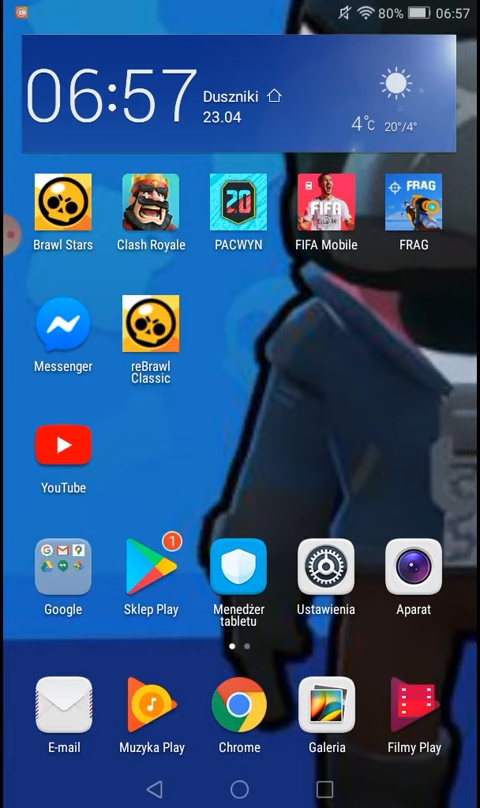 80% 06:57
06:57
Duszniki
23.04
4°C 20°/4°
20
FIFA
FRAG
Brawl Stars
Clash Royale
PACWYN
FIFA Mobile
FRAG
Messenger
reBrawl
Classic
YouTube
1
Google
Sklep Play
Menedżer
tabletu
Ustawienia
Aparat
E-mail
Muzyka Play
Chrome
Galeria
Filmy Play